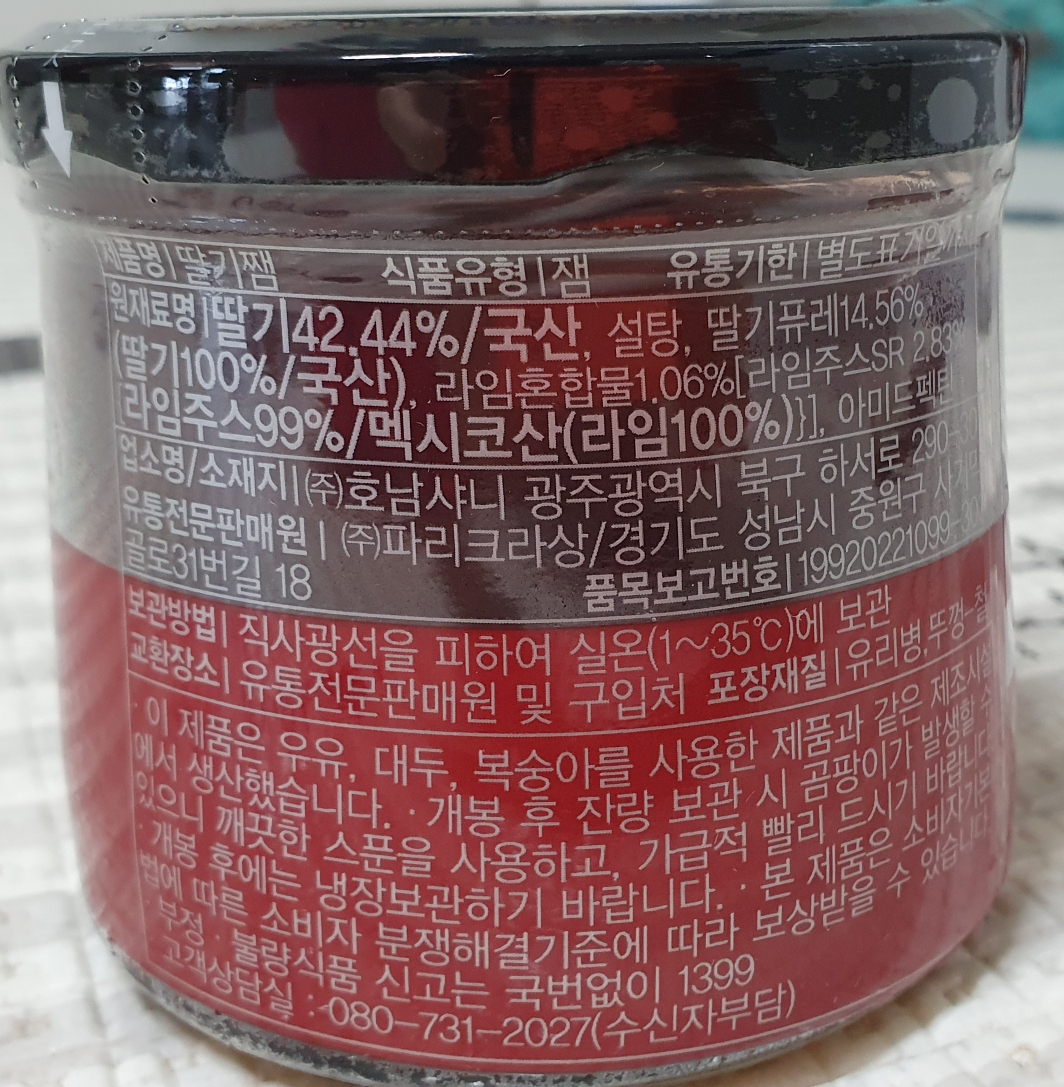 제품명|딸기쨈 식품유형|잼 유통기한|별도표기일
원재료명|딸기42.44%/국산, 설탕, 딸기퓨레14.56%
(딸기100%/국산), 라임혼합물1.06%[라임주스SR 2.83%
[라임주스99%/멕시코산(라임100%)}], 아미드펙틴
업소명/소재지|(주)호남샤니 광주광역시 북구 하서로 290-30
유통전문판매원|(주)파리크라상/경기도 성남시 중원구 사기막
골로31번길 18 품목보고번호|19920221099-30
보관방법|직사광선을 피하여 실온(1~35℃)에 보관
교환장소|유통전문판매원 및 구입처 포장재질|유리병,뚜껑-철
· 이 제품은 우유, 대두, 복숭아를 사용한 제품과 같은 제조시설
에서 생산했습니다. · 개봉 후 잔량 보관 시 곰팡이가 발생할 수
있으니 깨끗한 스푼을 사용하고, 가급적 빨리 드시기 바랍니다.
· 개봉 후에는 냉장보관하기 바랍니다. · 본 제품은 소비자기본
법에 따른 소비자 분쟁해결기준에 따라 보상받을 수 있습니다
· 부정 · 불량식품 신고는 국번없이 1399
고객상담실 : 080-731-2027(수신자부담)